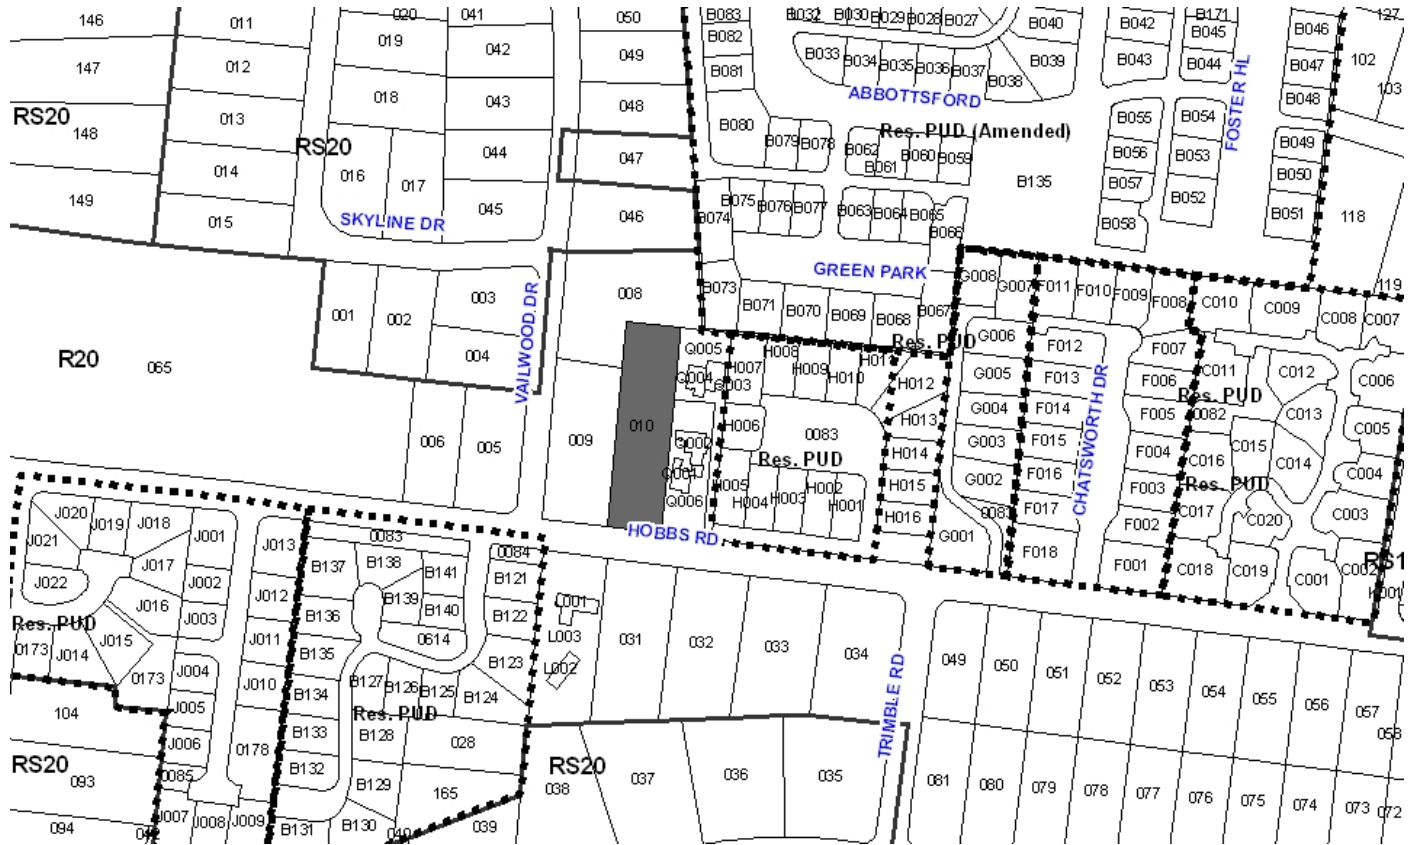 146 011 020 041 050 B083 B032 B030 B029 B028 B027 B040 B042 B171 B046 127
019 042 049 B082 B033 B034 B035 B036 B037 B038 B039 B043 B045 B044 B047 102
147 012 B081 103
018 043 048 ABBOTTSFORD B048
RS20 013 B080 B055 B054 FOSTER HL
148 RS20 044 B079 B078 B062 Res. PUD (Amended) B049
014 047 B061 B060 B059 B056 B053
016 017 B135 B057 B050
149 015 045 046 B075 B076 B077 B063 B064 B065 B058 B052 B051 118
SKYLINE DR B074 B066
GREEN PARK
001 002 003 008 B073 B071 B070 B069 B068 B067 G008 G007 F011 F010 F009 F008 C010 C009 C008 C007 119
004 VAILWOOD DR Q005 H008 Res. PUD G006 F012 F007
R20 065 Q004 H007 H009 H010 H012 G005 F013 F006 C011 C012 C006
006 005 009 010 Q002 H006 0083 H013 G004 F014 CHATSWORTH DR F005 Res. PUD 0082 C013 C005
Res. PUD H014 G003 F015 F004 C015
H005 H004 H003 H002 H001 H015 G002 F016 F003 C016 C014 C004
Q006 H016 F017 F002 Res. PUD C017 C020 C003
HOBBS RD G001 F018 F001 C018 C019 C001 C002 RS1
J020 J019 J018 J001 J013 0083 0084 K001
J021 J017 B137 B138 B141 B121
J022 J002 J012 B139 B140 B122 L001
J016 J003 B136
Res. PUD J015 J011 B135 0614 L003 031 032 033 034
0173 J014 0173 J004 J010 B134 B127 B126 B125 B124 B123 L002 TRIMBLE RD 049 050 051 052 053 054 055 056 057
104 J005 B133 Res. PUD B128 028 058
RS20 J006 0178 B132 RS20
093 0085 B129 165 038 037 036 035 081 080 079 078 077 076 075 074 073 072
094 J007 J008 J009 B131 B130 039